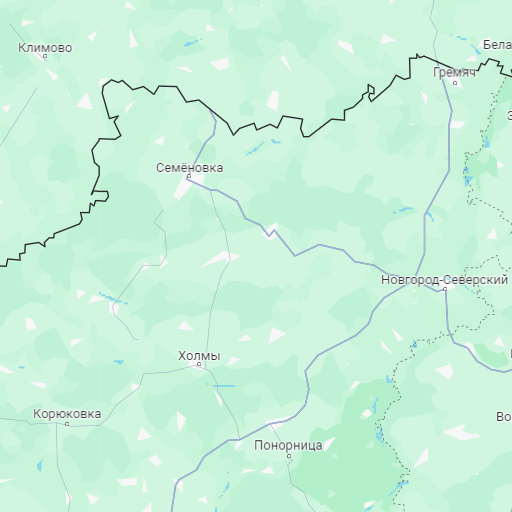 Климово
Бела
Гремяч
Семёновка
Новгород-Северский
Холмы
Корюковка
Во
Понорница